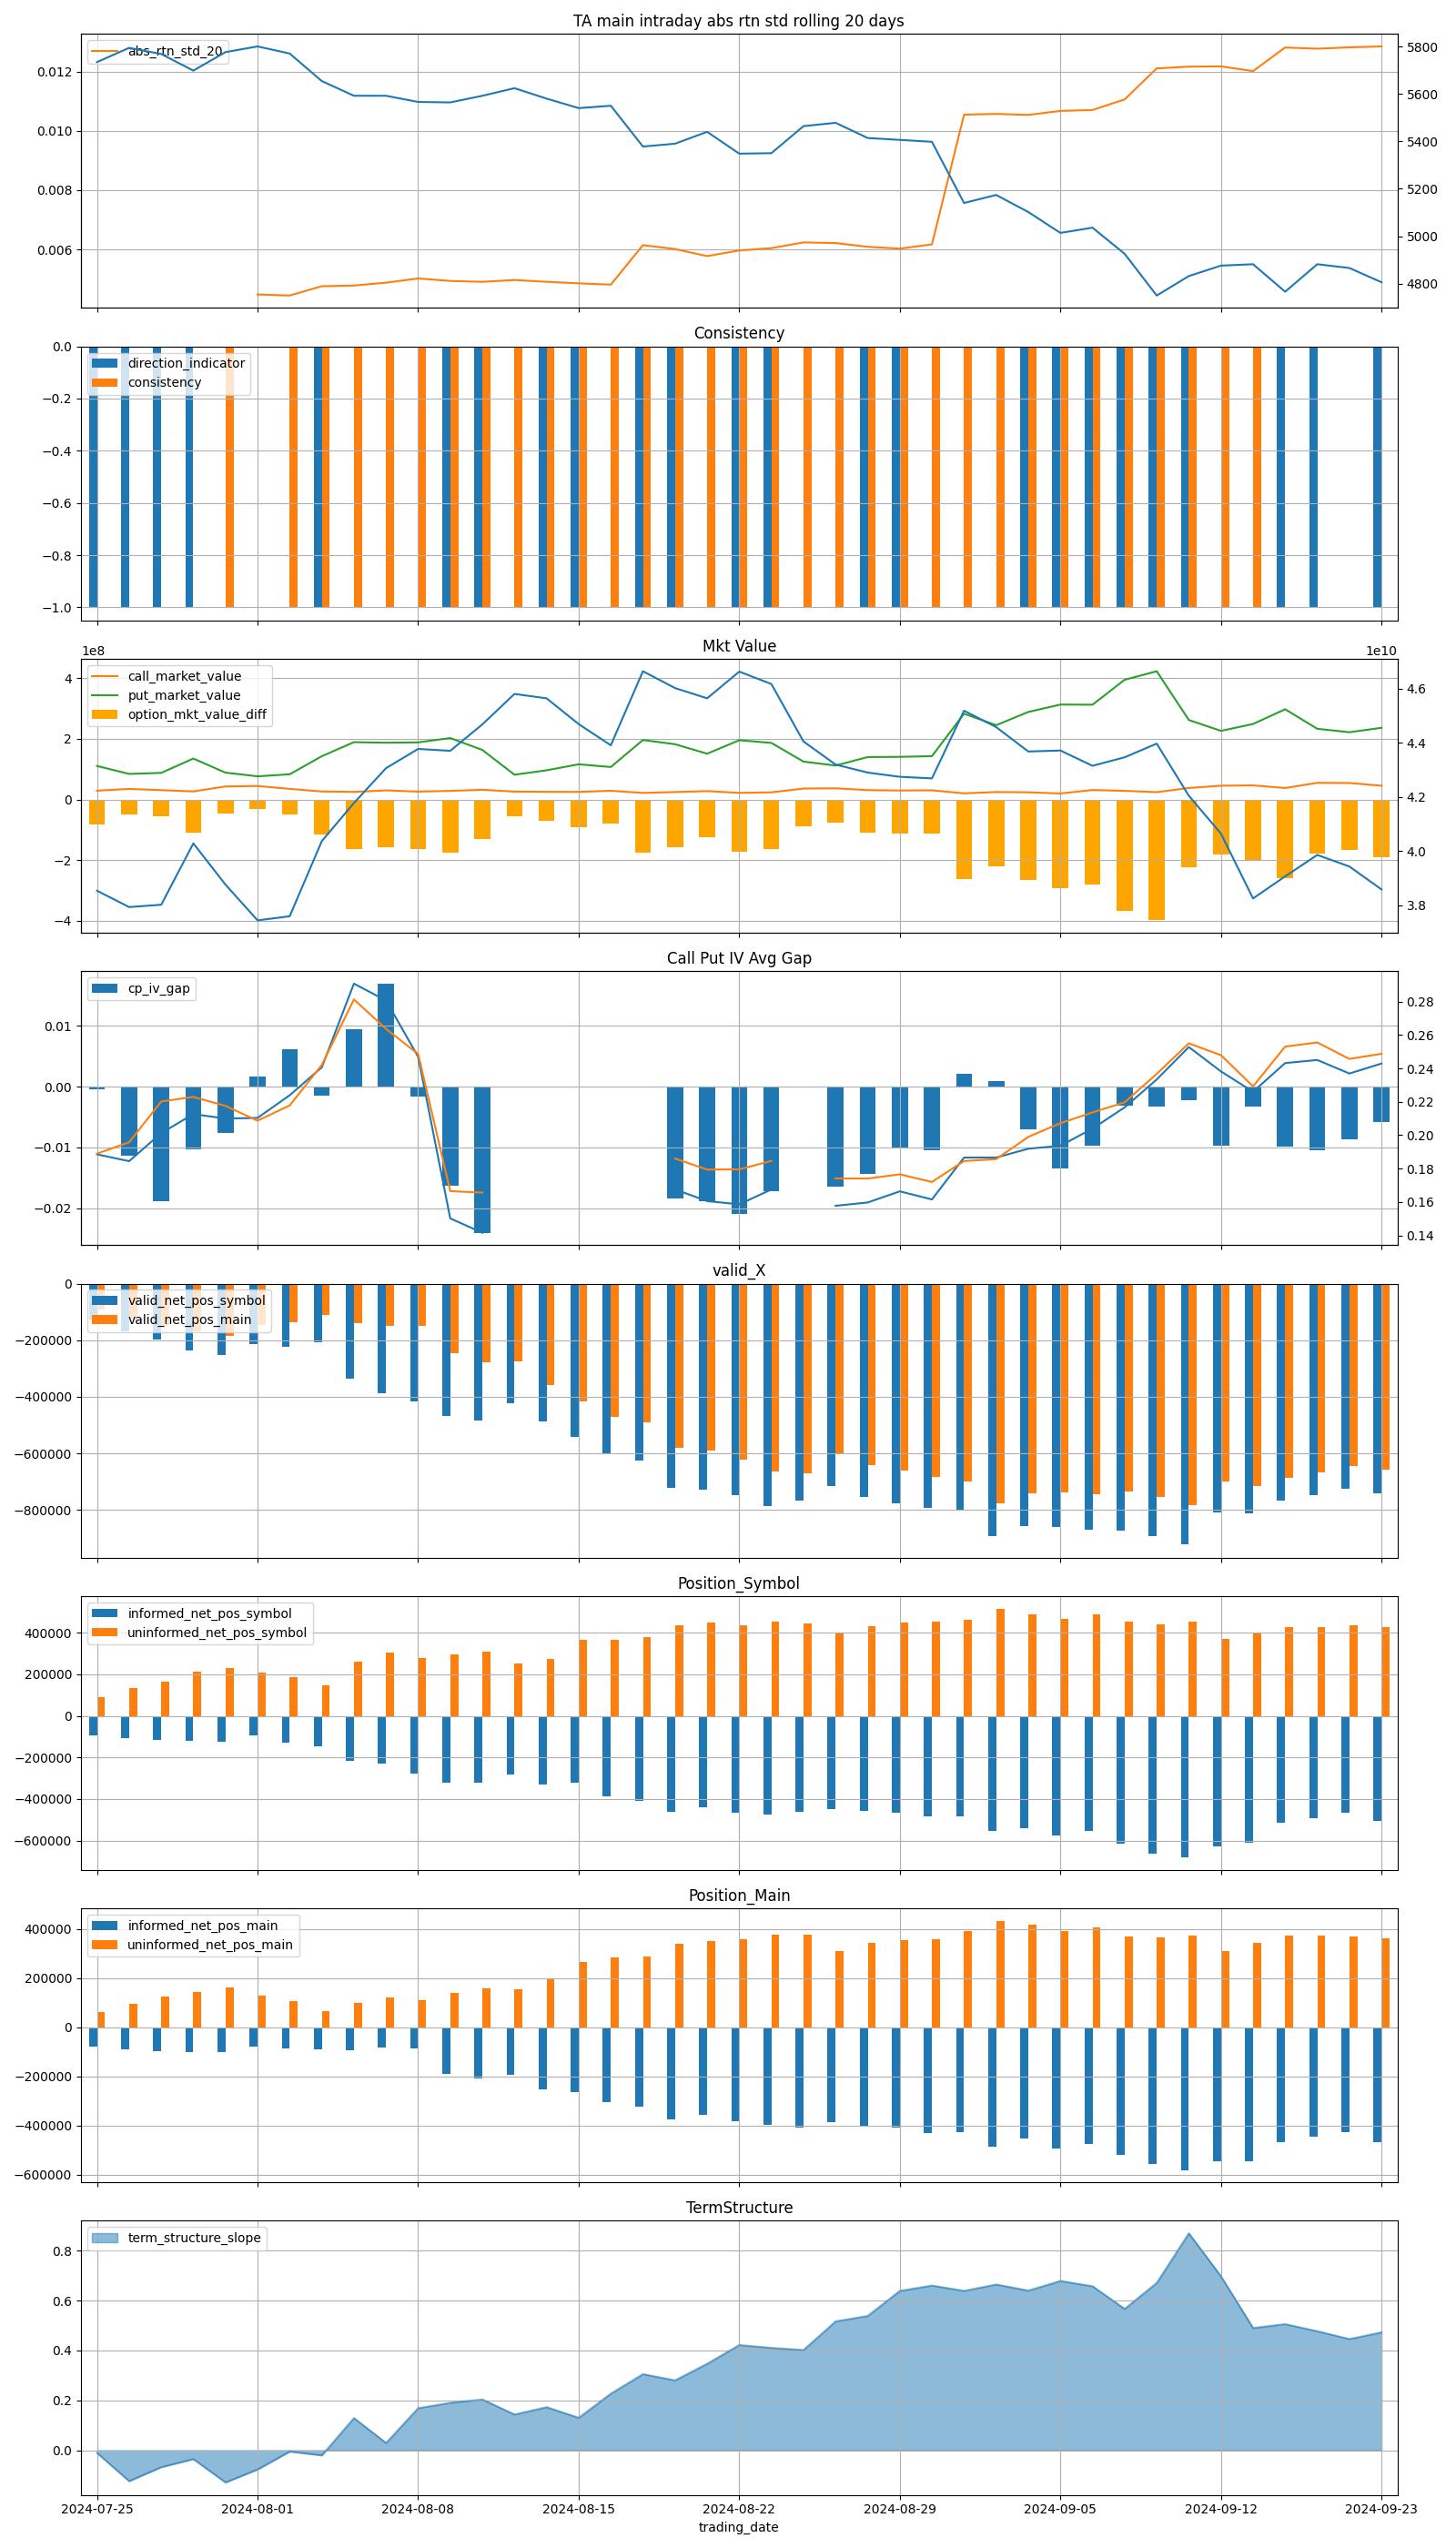 TA main intraday abs rtn std rolling 20 days
abs_rtn_std_20
0.012
0.010
0.008
0.006
5800
5600
5400
5200
5000
4800
Consistency
direction_indicator
consistency
0.0
−0.2
−0.4
−0.6
−0.8
−1.0
Mkt Value
1e8
1e10
call_market_value
put_market_value
option_mkt_value_diff
4
2
0
−2
−4
4.6
4.4
4.2
4.0
3.8
Call Put IV Avg Gap
cp_iv_gap
0.01
0.00
−0.01
−0.02
0.28
0.26
0.24
0.22
0.20
0.18
0.16
0.14
valid_X
valid_net_pos_symbol
valid_net_pos_main
0
−200000
−400000
−600000
−800000
Position_Symbol
informed_net_pos_symbol
uninformed_net_pos_symbol
400000
200000
0
−200000
−400000
−600000
Position_Main
informed_net_pos_main
uninformed_net_pos_main
400000
200000
0
−200000
−400000
−600000
TermStructure
term_structure_slope
0.8
0.6
0.4
0.2
0.0
2024-07-25 2024-08-01 2024-08-08 2024-08-15 2024-08-22 2024-08-29 2024-09-05 2024-09-12 2024-09-23
trading_date